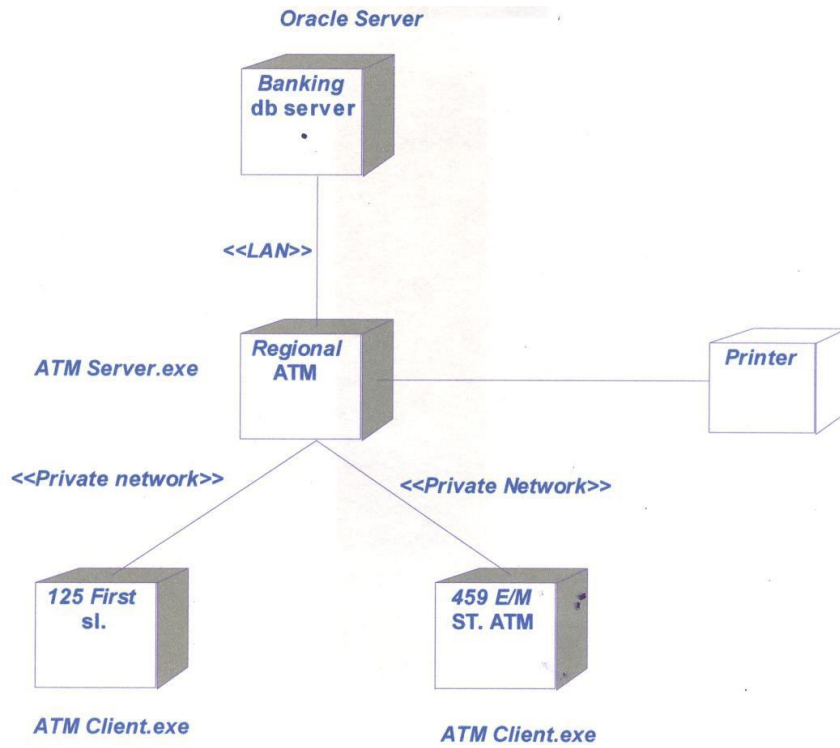 Oracle Server
Banking
db server
<<LAN>>
ATM Server.exe
Regional
ATM
Printer
<<Private network>>
<<Private Network>>
125 First
sl.
459 E/M
ST. ATM
ATM Client.exe
ATM Client.exe